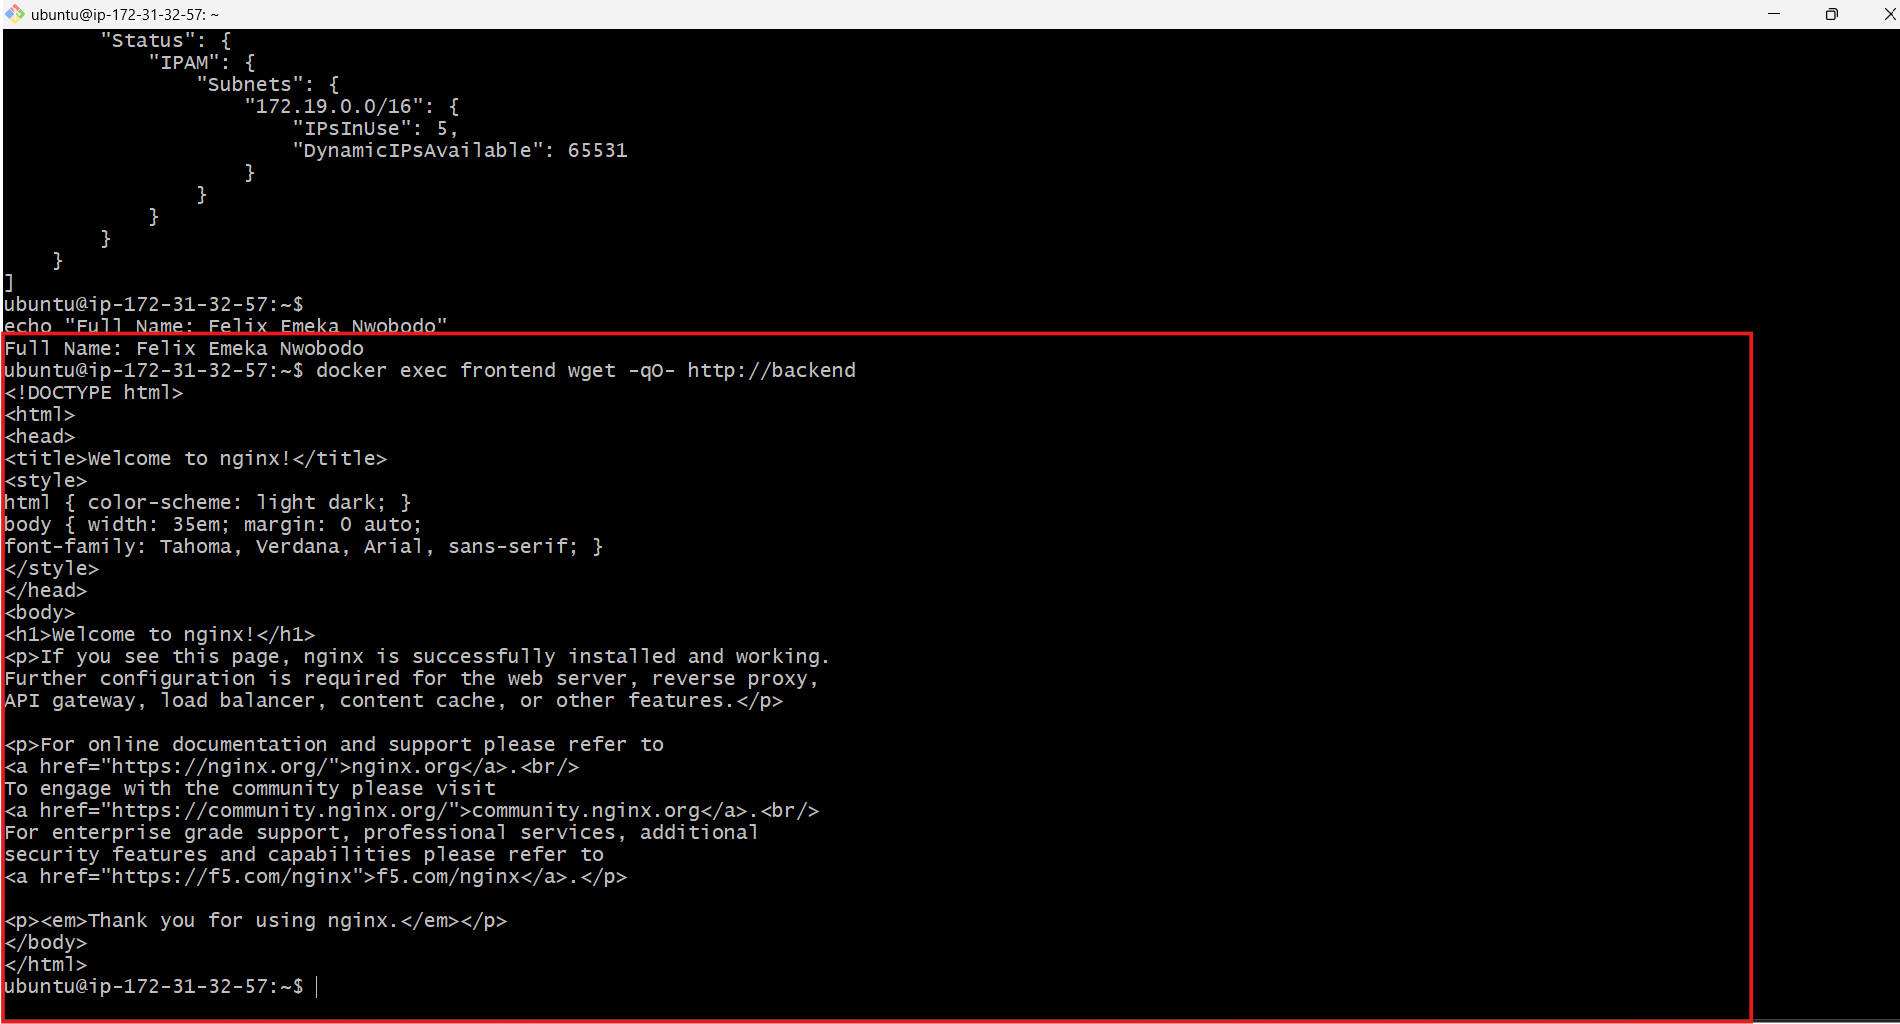 ubuntu@ip-172-31-32-57: ~
"Status": {
"IPAM": {
"Subnets": {
"172.19.0.0/16": {
"IPsInUse": 5,
"DynamicIPsAvailable": 65531
}
}
}
}
}
]
ubuntu@ip-172-31-32-57:~$
echo "Full Name: Felix Emeka Nwobodo"
Full Name: Felix Emeka Nwobodo
ubuntu@ip-172-31-32-57:~$ docker exec frontend wget -qO- http://backend
<!DOCTYPE html>
<html>
<head>
<title>Welcome to nginx!</title>
<style>
html { color-scheme: light dark; }
body { width: 35em; margin: 0 auto;
font-family: Tahoma, Verdana, Arial, sans-serif; }
</style>
</head>
<body>
<h1>Welcome to nginx!</h1>
<p>If you see this page, nginx is successfully installed and working.
Further configuration is required for the web server, reverse proxy,
API gateway, load balancer, content cache, or other features.</p>

<p>For online documentation and support please refer to
<a href="https://nginx.org/">nginx.org</a>.<br/>
To engage with the community please visit
<a href="https://community.nginx.org/">community.nginx.org</a>.<br/>
For enterprise grade support, professional services, additional
security features and capabilities please refer to
<a href="https://f5.com/nginx">f5.com/nginx</a>.</p>

<p><em>Thank you for using nginx.</em></p>
</body>
</html>
ubuntu@ip-172-31-32-57:~$